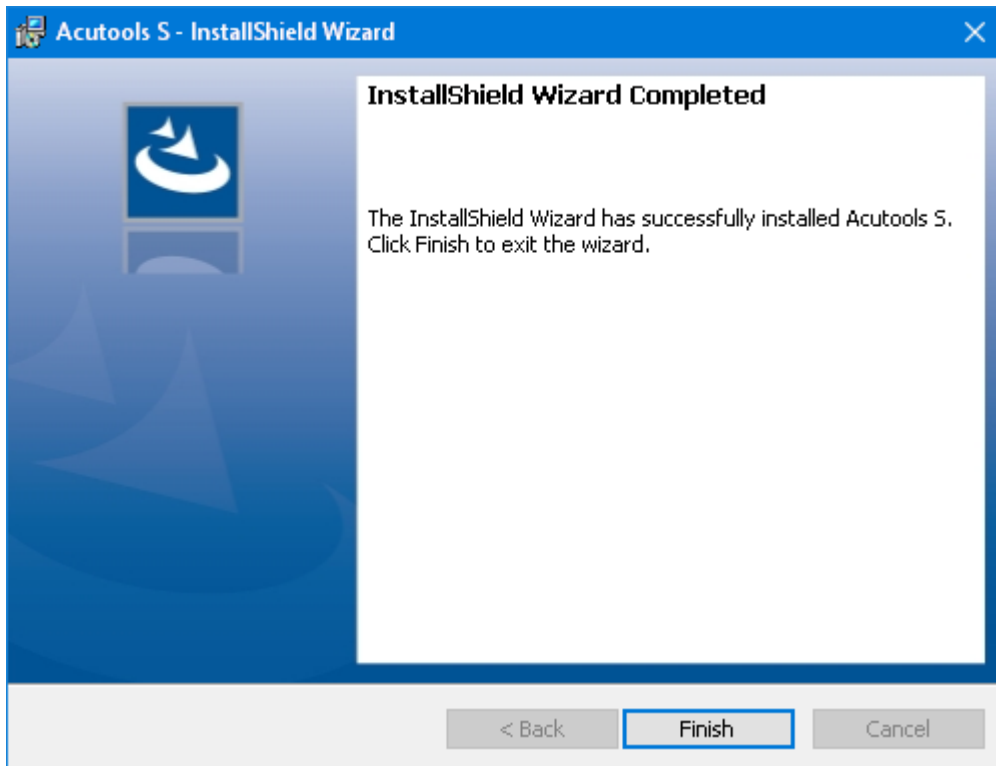 Acutools S - InstallShield Wizard
InstallShield Wizard Completed
The InstallShield Wizard has successfully installed Acutools S.
Click Finish to exit the wizard.
< Back
Finish
Cancel